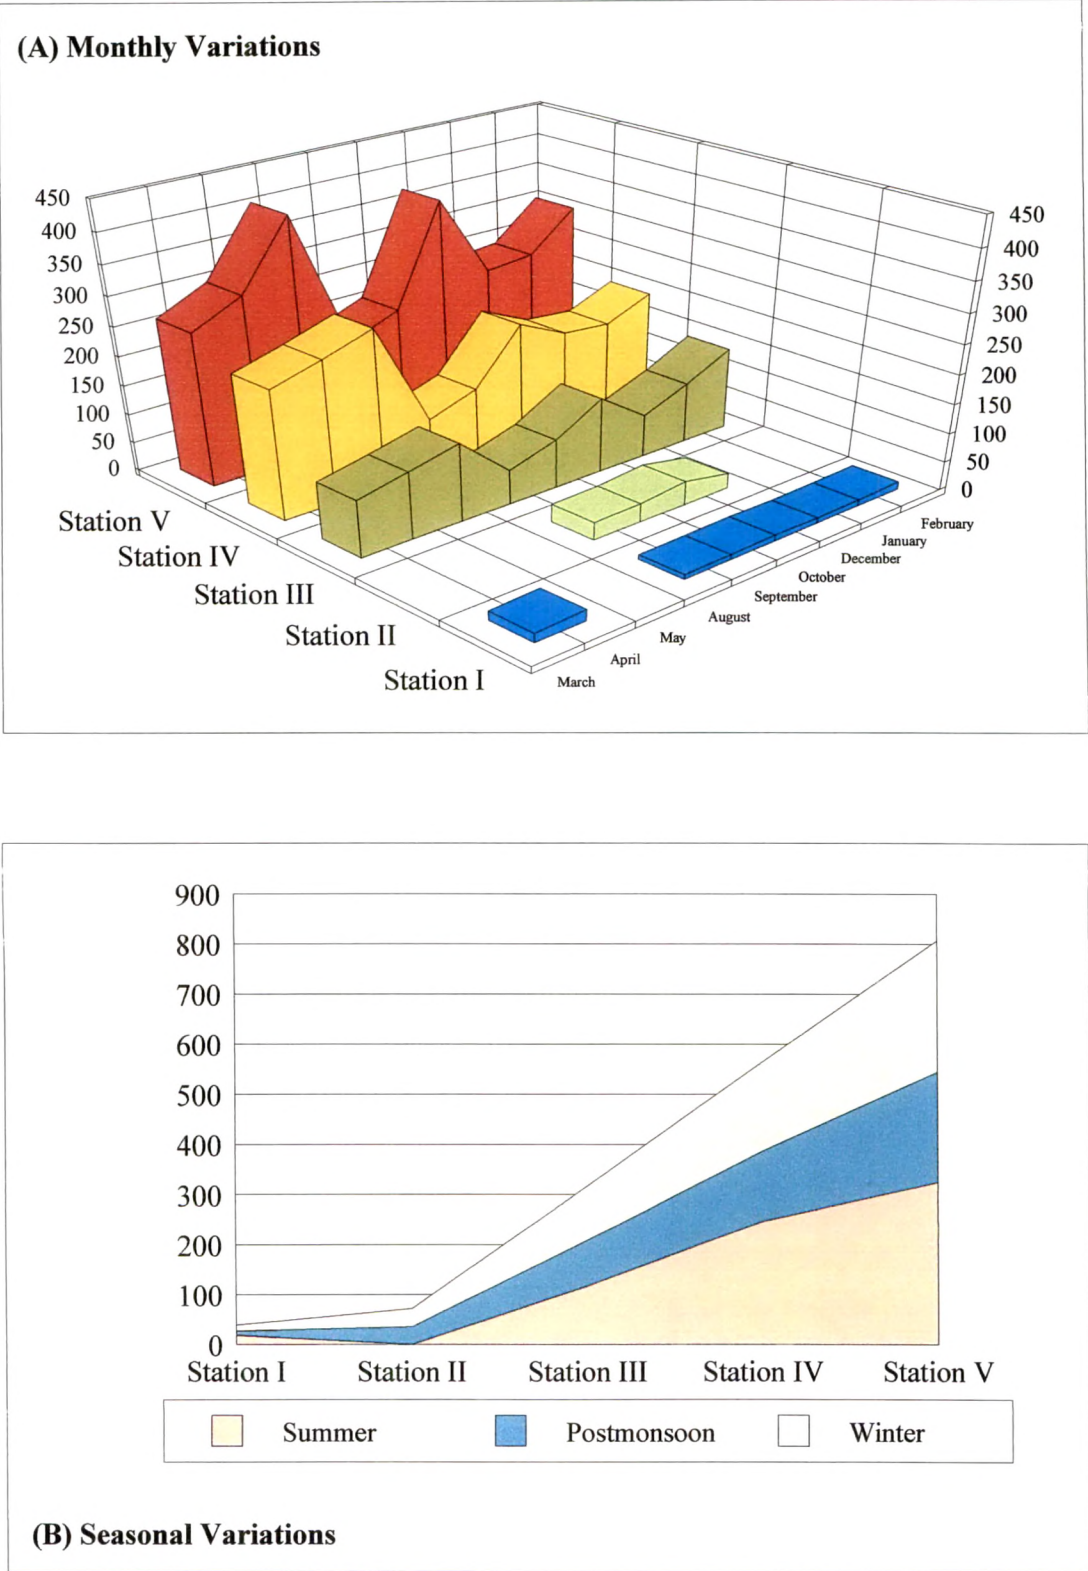 (A) Monthly Variations
450
400
350
300
250
200
150
100
50
0
450
400
350
300
250
200
150
100
50
0
Station V
Station IV
Station III
Station II
Station I
March
April
May
August
September
October
December
January
February
900
800
700
600
500
400
300
200
100
0
Station I Station II Station III Station IV Station V
Summer Postmonsoon Winter
(B) Seasonal Variations